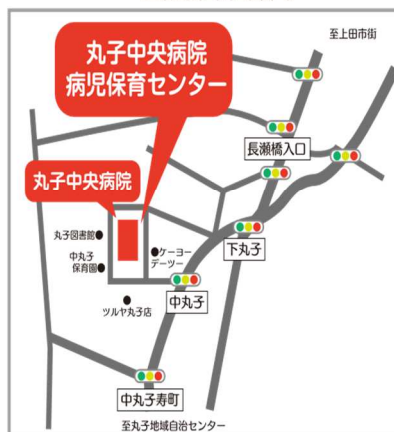 至上田市街
丸子中央病院
病児保育センター
長瀬橋入口
丸子中央病院
丸子図書館
ケーヨー
デーツー
下丸子
中丸子
保育園
中丸子
ツルヤ丸子店
中丸子寿町
至丸子地域自治センター